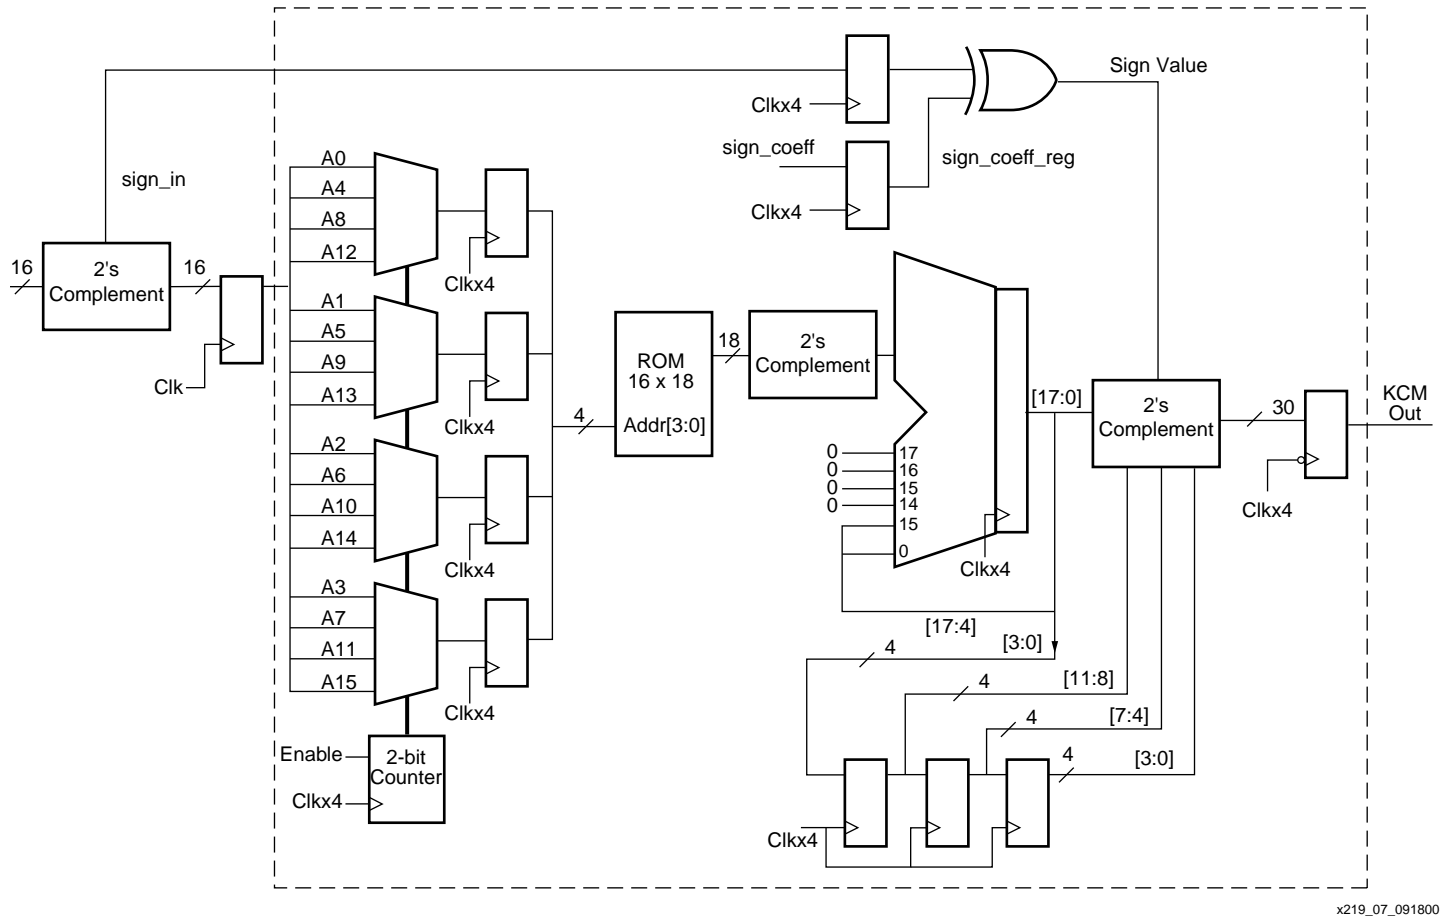 Sign Value
Clkx4
sign_coeff
sign_coeff_reg
Clkx4
sign_in
A0
A4
A8
A12
Clkx4
16
2's
Complement
16
Clk
A1
A5
A9
A13
Clkx4
A2
A6
A10
A14
Clkx4
A3
A7
A11
A15
Clkx4
Enable
2-bit
Counter
Clkx4
4
ROM
16 x 18
Addr[3:0]
18
2's
Complement
0
17
0
16
0
15
0
14
15
0
Clkx4
[17:0]
2's
Complement
30
KCM
Out
Clkx4
[17:4]
[3:0]
4
4
[11:8]
4
[7:4]
4
[3:0]
Clkx4
x219_07_091800